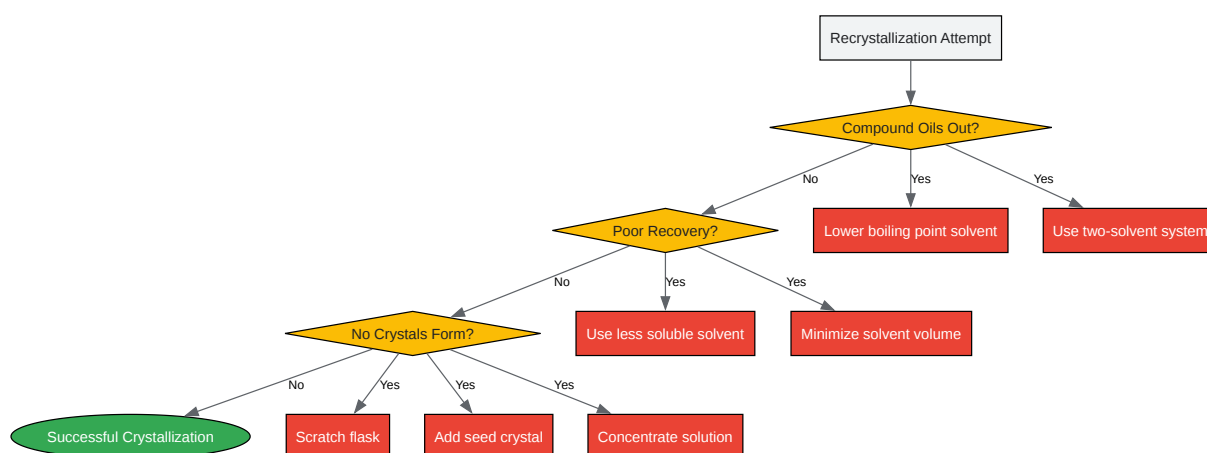 Recrystallization Attempt
Compound Oils Out?
No
Yes
Yes
Poor Recovery?
Lower boiling point solvent
Use two-solvent system
No
Yes
Yes
No Crystals Form?
Use less soluble solvent
Minimize solvent volume
No
Yes
Yes
Yes
Successful Crystallization
Scratch flask
Add seed crystal
Concentrate solution